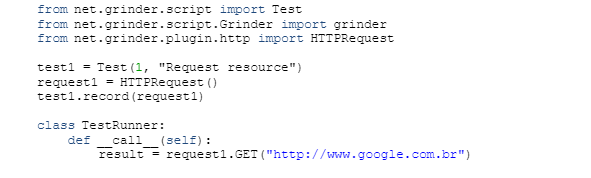 from net.grinder.script import Test
from net.grinder.script.Grinder import grinder
from net.grinder.plugin.http import HTTPRequest

test1 = Test(1, "Request resource")
request1 = HTTPRequest()
test1.record(request1)

class TestRunner:
    def __call__(self):
        result = request1.GET("http://www.google.com.br")